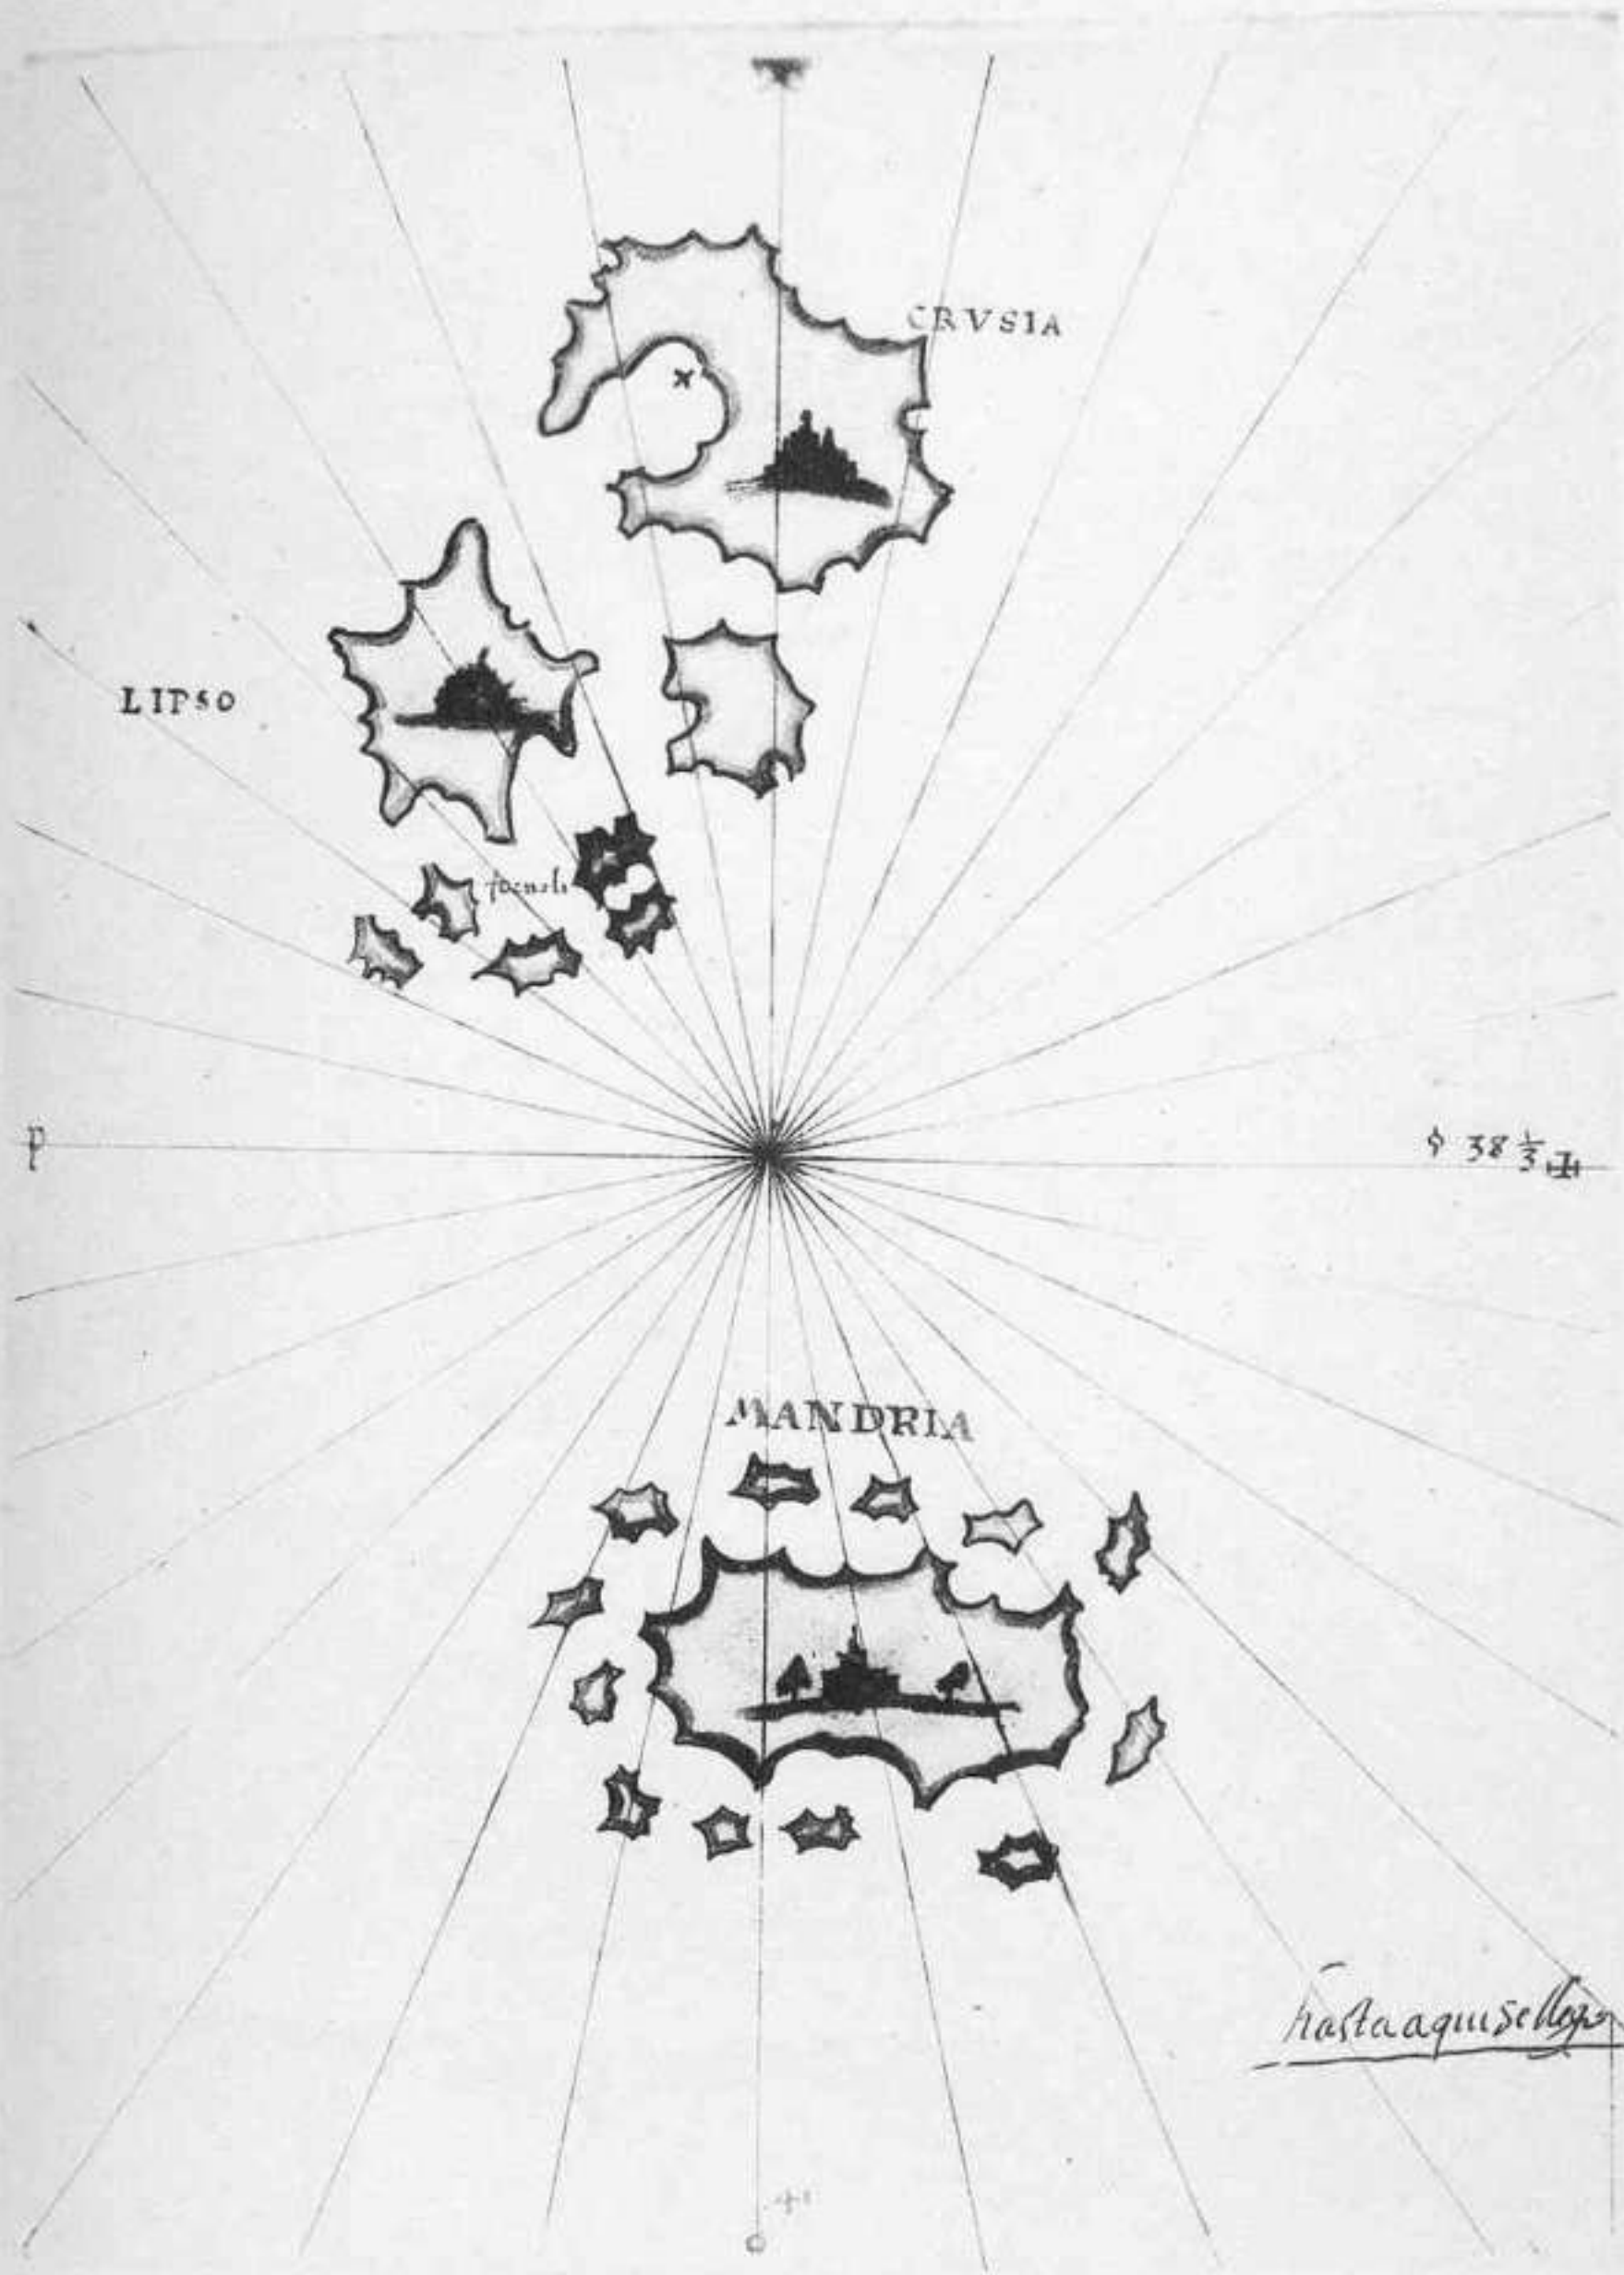 CRVSIA
LIPSO
P
φ 38 1/3
MANDRIA
hasta aqui se llego